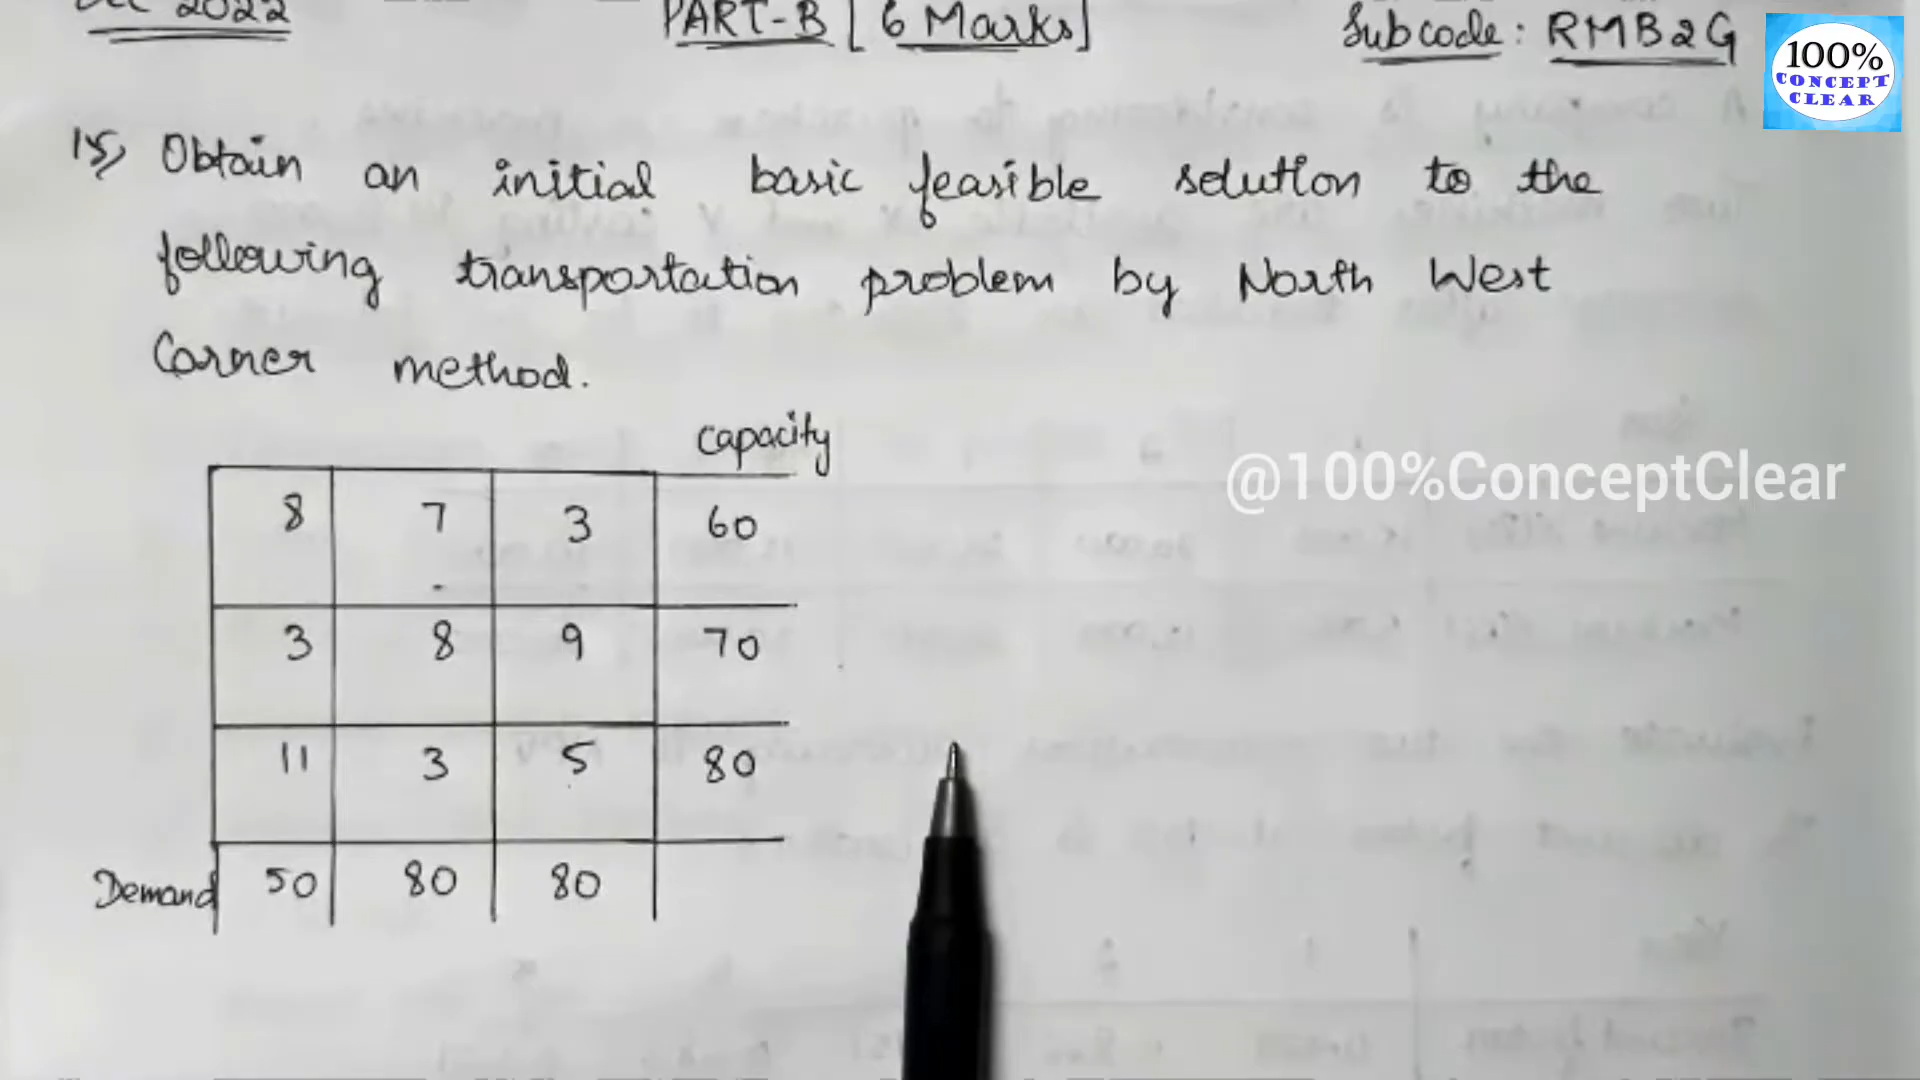 Dec 2022 PART-B [ 6 Marks] Subcode: RMB2G
100%
CONCEPT
CLEAR
15) Obtain an initial basic feasible solution to the
following transportation problem by North West
Corner method.
capacity
@100%ConceptClear
8 7 3 60
3 8 9 70
11 3 5 80
Demand 50 80 80